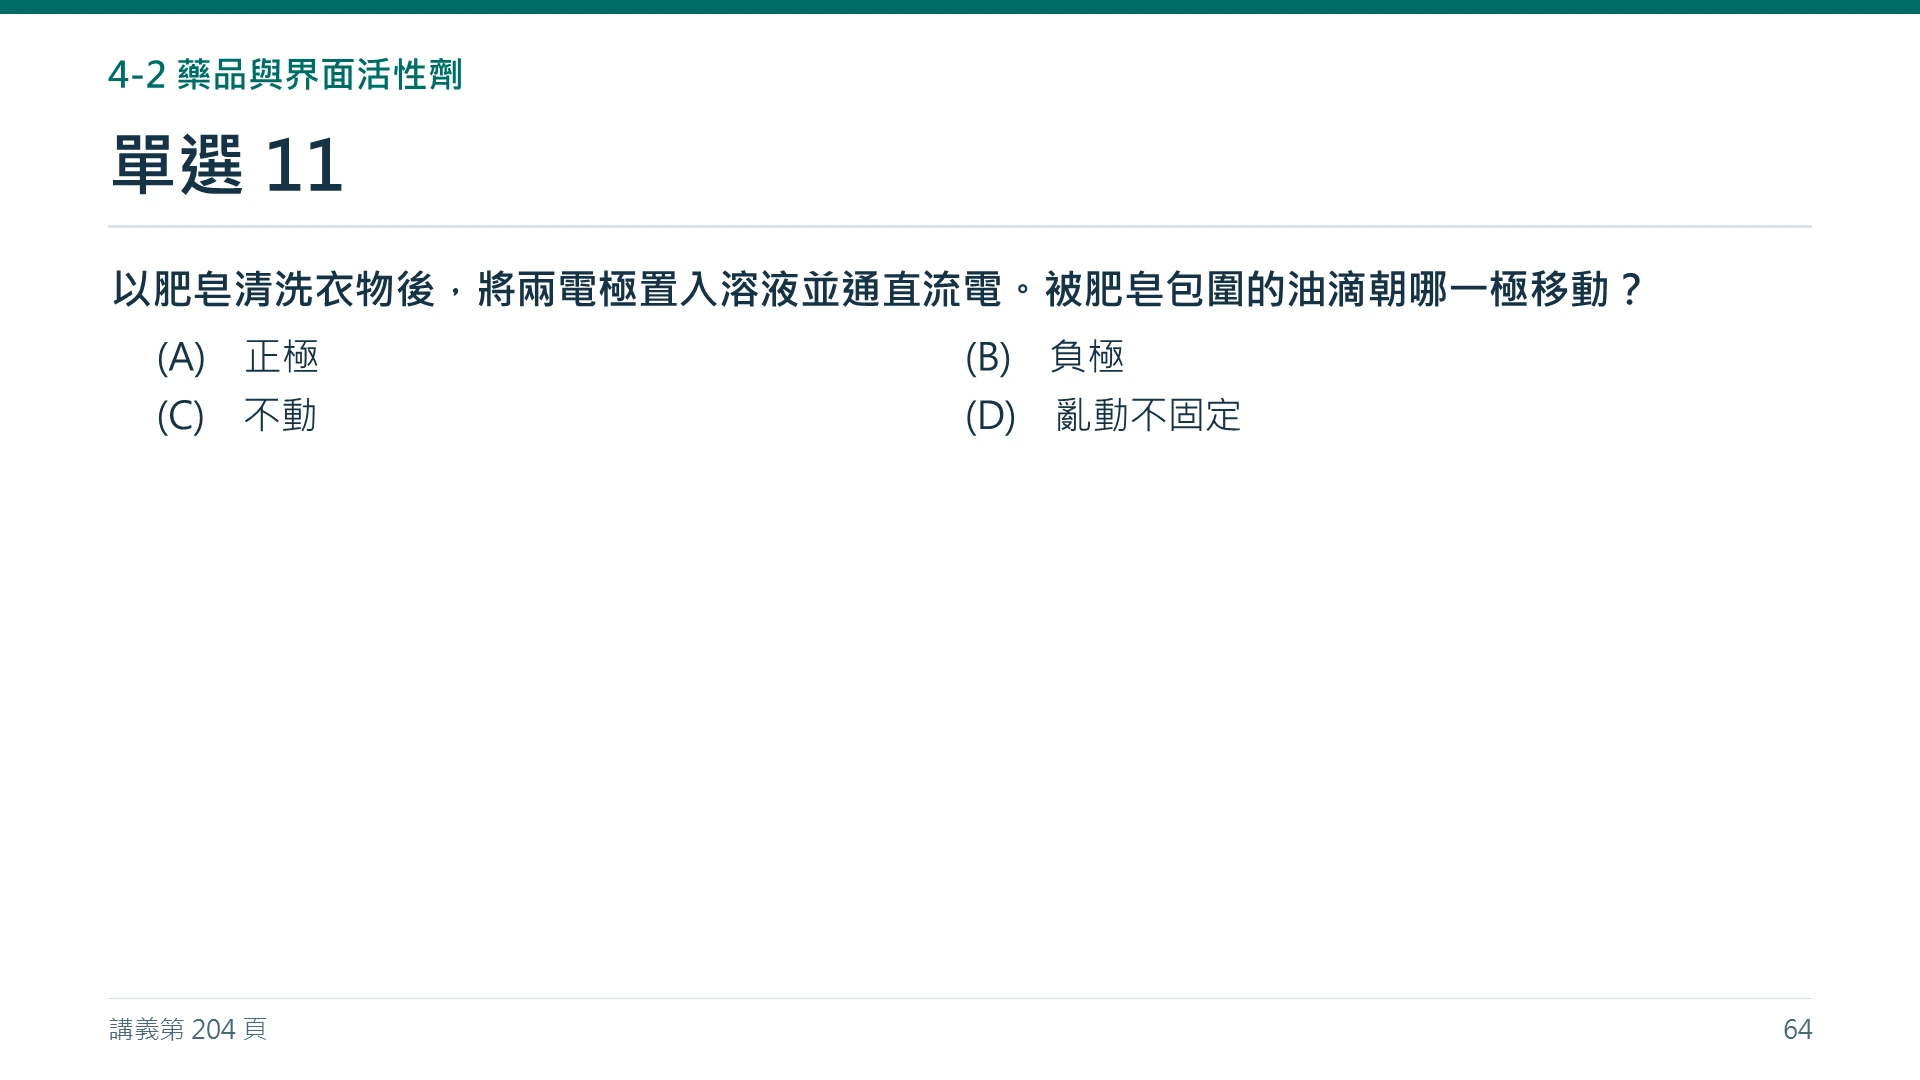 4-2 藥品與界面活性劑
單選 11
以肥皂清洗衣物後，將兩電極置入溶液並通直流電。被肥皂包圍的油滴朝哪一極移動？
(A) 正極 (B) 負極
(C) 不動 (D) 亂動不固定
講義第 204 頁 64